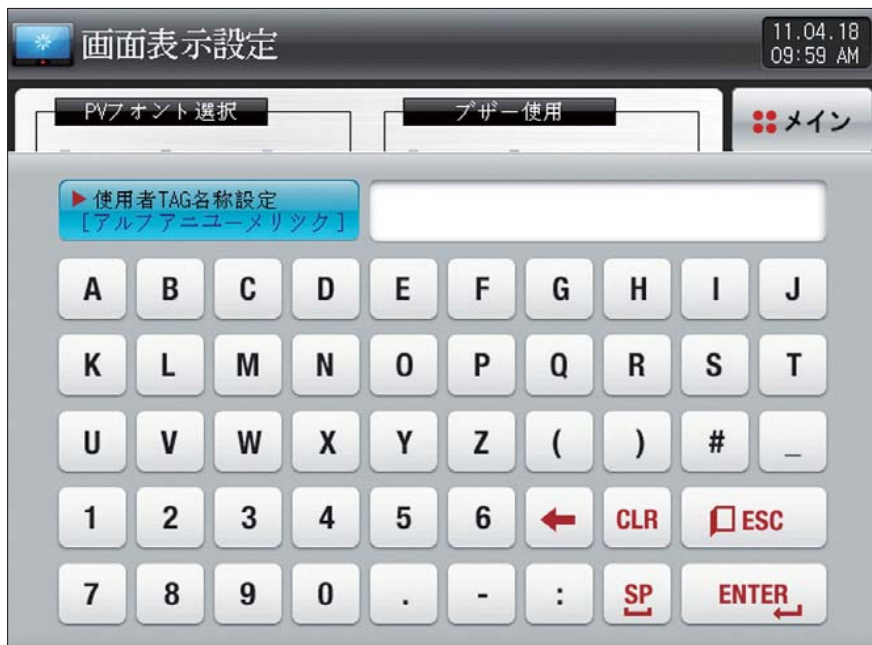 画面表示設定
11.04.18
09:59 AM
PVフォント選択
ブザー使用
メイン
使用者TAG名称設定
[アルファニユーメリック]
A B C D E F G H I J
K L M N O P Q R S T
U V W X Y Z ( ) # _
1 2 3 4 5 6 ← CLR ESC
7 8 9 0 . - : SP ENTER